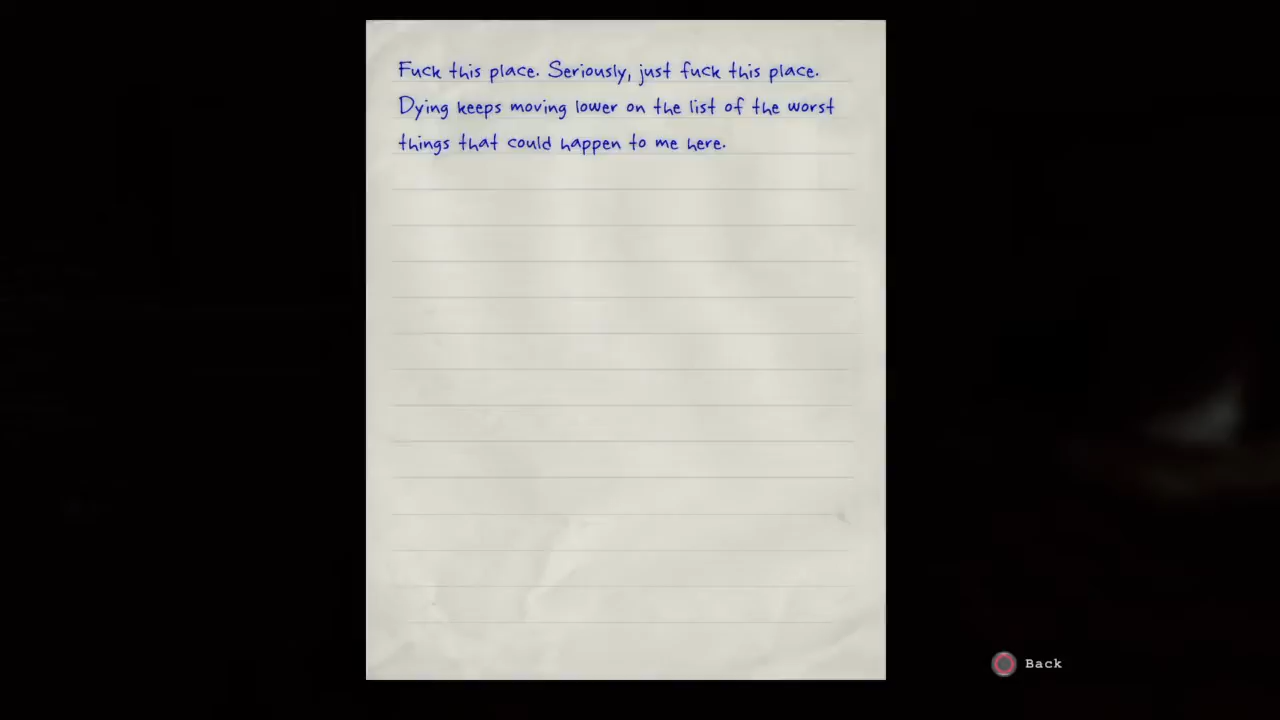 Fuck this place. Seriously, just fuck this place.
Dying keeps moving lower on the list of the worst
things that could happen to me here.
Back